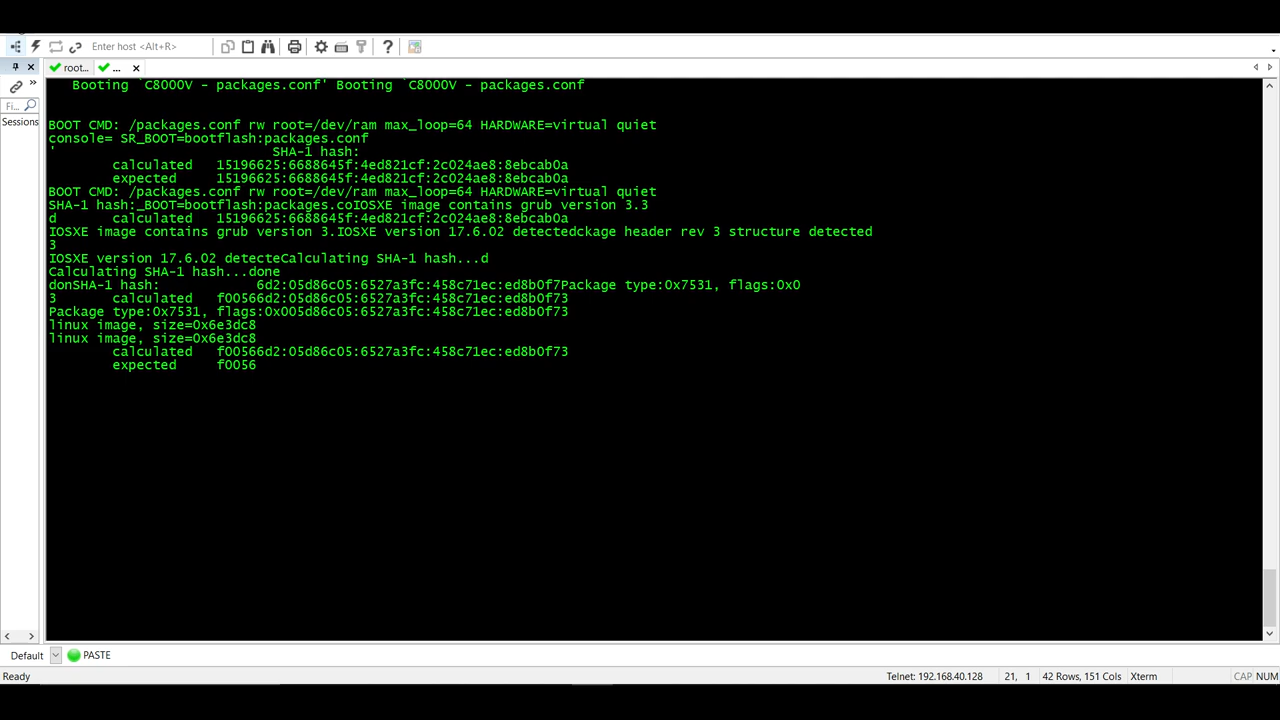 Enter host <Alt+R>
root...
...
Fi...
Sessions
Booting `C8000V - packages.conf' Booting `C8000V - packages.conf
BOOT CMD: /packages.conf rw root=/dev/ram max_loop=64 HARDWARE=virtual quiet
console= SR_BOOT=bootflash:packages.conf
' SHA-1 hash:
calculated 15196625:6688645f:4ed821cf:2c024ae8:8ebcab0a
expected 15196625:6688645f:4ed821cf:2c024ae8:8ebcab0a
BOOT CMD: /packages.conf rw root=/dev/ram max_loop=64 HARDWARE=virtual quiet
SHA-1 hash:_BOOT=bootflash:packages.coIOSXE image contains grub version 3.3
d calculated 15196625:6688645f:4ed821cf:2c024ae8:8ebcab0a
IOSXE image contains grub version 3.IOSXE version 17.6.02 detectedckage header rev 3 structure detected
3
IOSXE version 17.6.02 detecteCalculating SHA-1 hash...d
Calculating SHA-1 hash...done
donSHA-1 hash: 6d2:05d86c05:6527a3fc:458c71ec:ed8b0f7Package type:0x7531, flags:0x0
3 calculated f00566d2:05d86c05:6527a3fc:458c71ec:ed8b0f73
Package type:0x7531, flags:0x005d86c05:6527a3fc:458c71ec:ed8b0f73
linux image, size=0x6e3dc8
linux image, size=0x6e3dc8
calculated f00566d2:05d86c05:6527a3fc:458c71ec:ed8b0f73
expected f0056
Default PASTE
Ready Telnet: 192.168.40.128 21, 1 42 Rows, 151 Cols Xterm CAP NUM